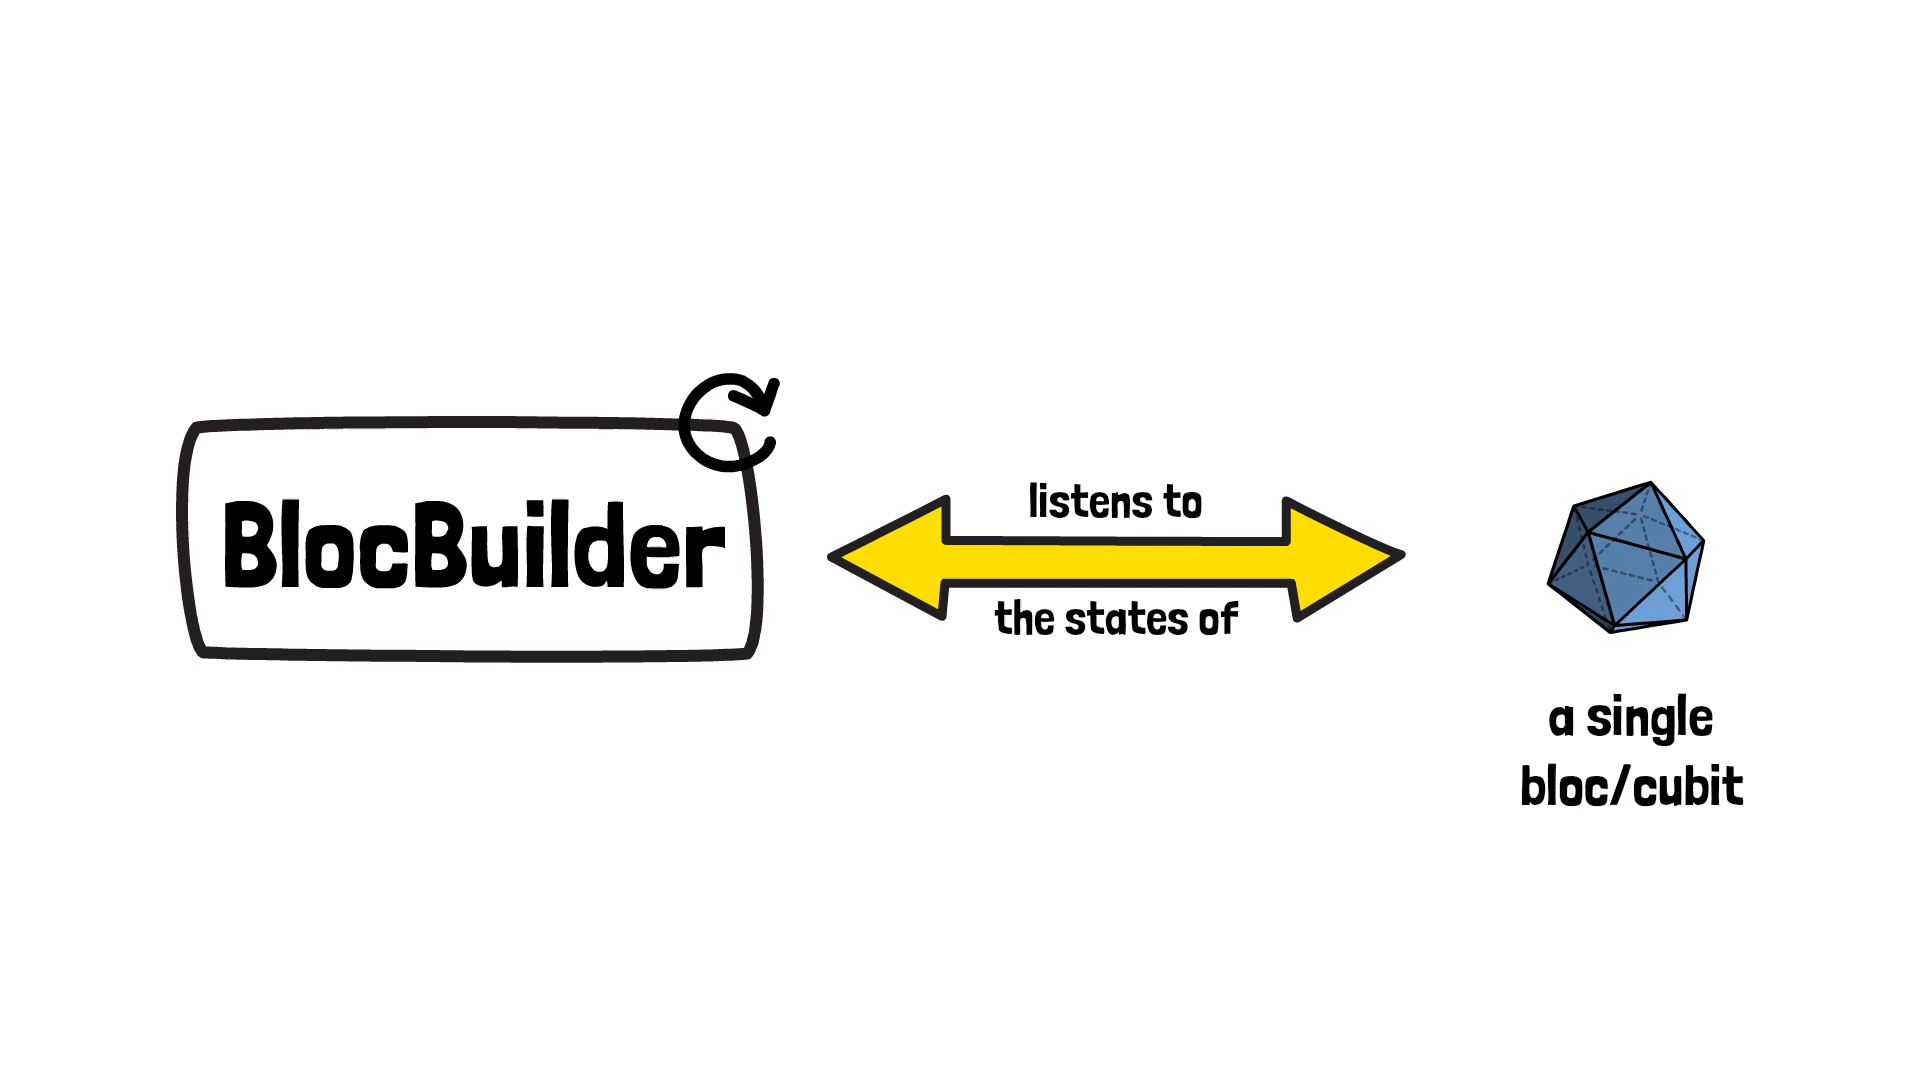 BlocBuilder
listens to
the states of
a single
bloc/cubit